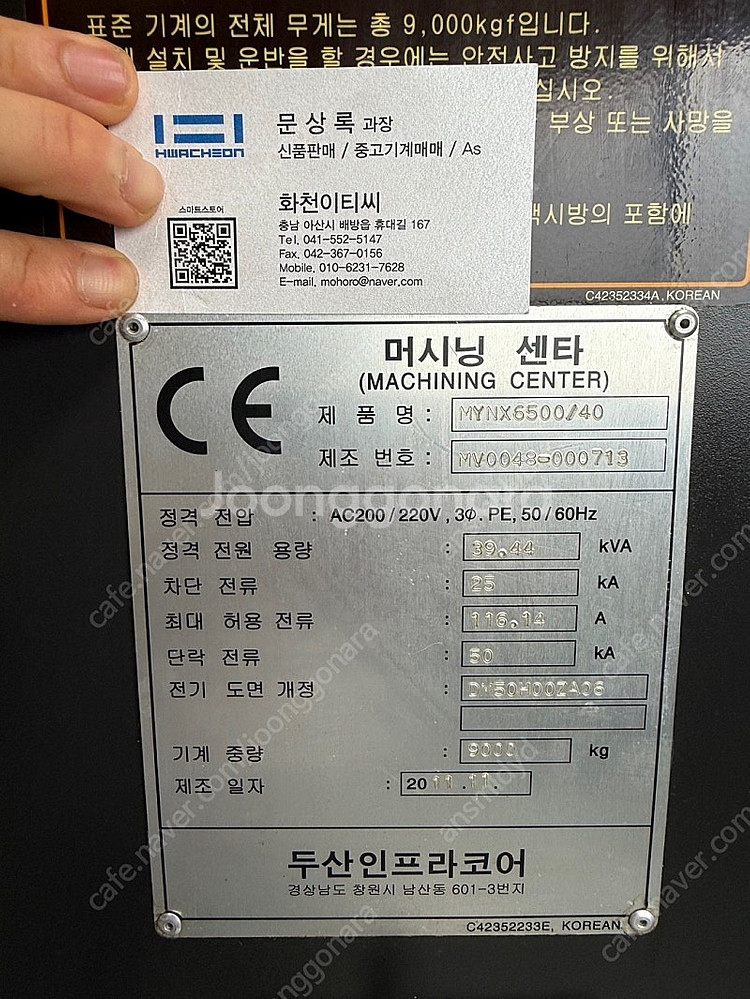 표준 기계의 전체 무게는 총 9,000kgf입니다.
설치 및 운반을 할 경우에는 안전사고 방지를 위해서
십시오.
부상 또는 사망을
포함에
C42352334A, KOREAN
HWACHEON
문상록 과장
신품판매 / 중고기계매매 / As
스마트스토어
화천이티씨
충남 아산시 배방읍 휴대길 167
Tel. 041-552-5147
Fax. 042-367-0156
Mobile. 010-6231-7628
E-mail. mohoro@naver.com
CE
머시닝 센타
(MACHINING CENTER)
제 품 명 : MYNX6500/40
제조 번호 : MV0048-000713
Joonggonara
정격 전압 : AC200/220V, 3Φ. PE, 50/60Hz
정격 전원 용량 : 39.44 kVA
차단 전류 : 25 kA
최대 허용 전류 : 116.14 A
단락 전류 : 50 kA
전기 도면 개정 : DV50H00ZA06
기계 중량 : 9000 kg
제조 일자 : 2011.11.
두산인프라코어
경상남도 창원시 남산동 601-3번지
C42352233E, KOREAN